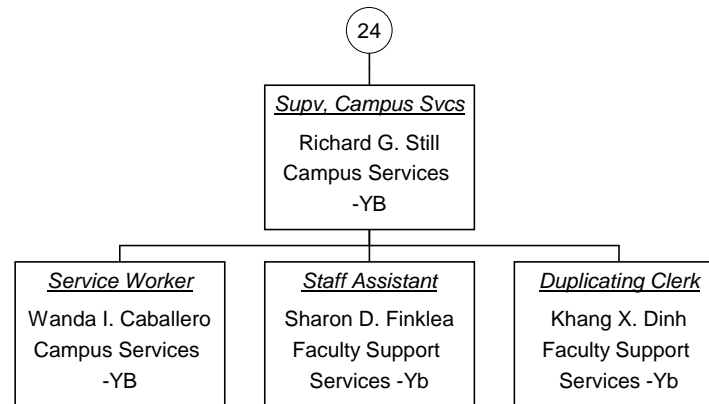 24
Supv, Campus Svcs
Richard G. Still
Campus Services
-YB
Service Worker
Wanda I. Caballero
Campus Services
-YB
Staff Assistant
Sharon D. Finklea
Faculty Support
Services -Yb
Duplicating Clerk
Khang X. Dinh
Faculty Support
Services -Yb